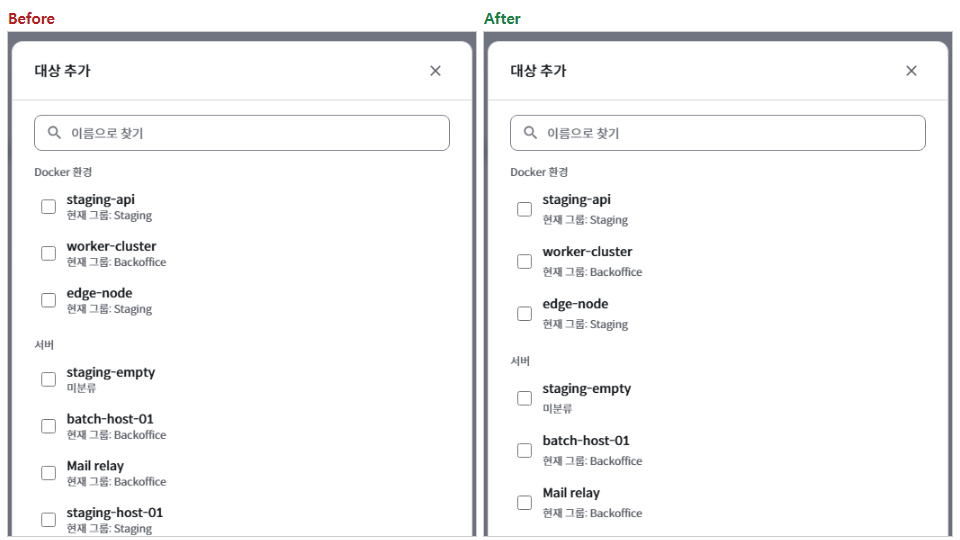 Before
대상 추가
이름으로 찾기
Docker 환경
staging-api
현재 그룹: Staging
worker-cluster
현재 그룹: Backoffice
edge-node
현재 그룹: Staging
서버
staging-empty
미분류
batch-host-01
현재 그룹: Backoffice
Mail relay
현재 그룹: Backoffice
staging-host-01
현재 그룹: Staging
After
대상 추가
이름으로 찾기
Docker 환경
staging-api
현재 그룹: Staging
worker-cluster
현재 그룹: Backoffice
edge-node
현재 그룹: Staging
서버
staging-empty
미분류
batch-host-01
현재 그룹: Backoffice
Mail relay
현재 그룹: Backoffice